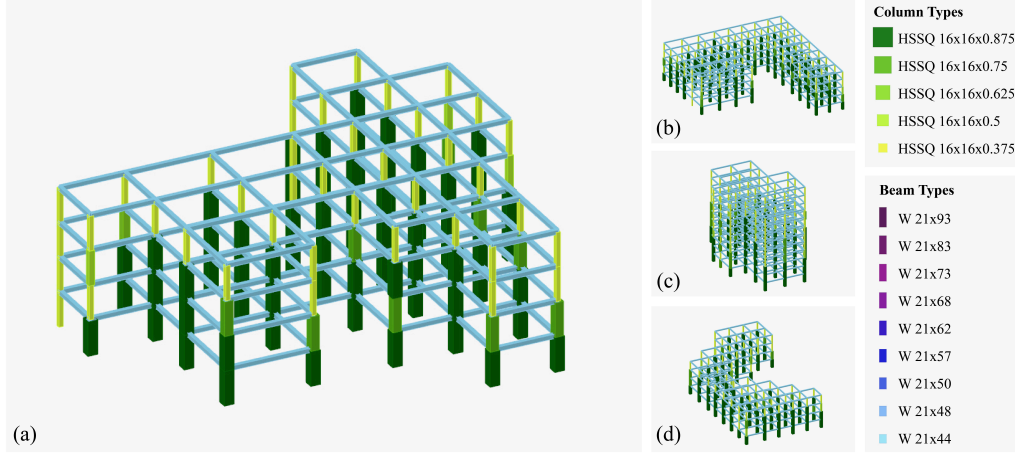 (a)
(b)
(c)
(d)
Column Types
HSSQ 16x16x0.875
HSSQ 16x16x0.75
HSSQ 16x16x0.625
HSSQ 16x16x0.5
HSSQ 16x16x0.375
Beam Types
W 21x93
W 21x83
W 21x73
W 21x68
W 21x62
W 21x57
W 21x50
W 21x48
W 21x44